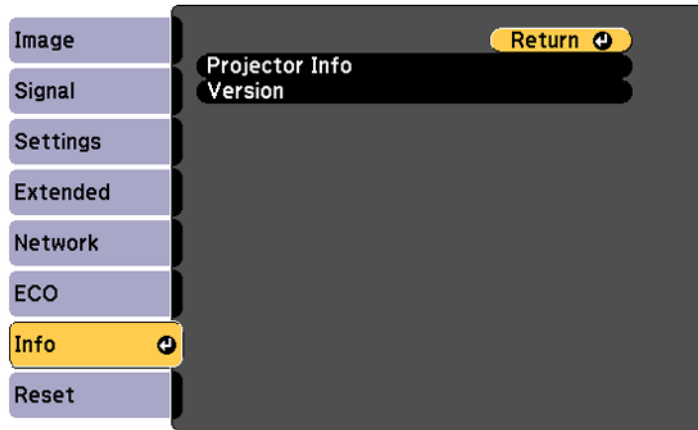 Image
Signal
Settings
Extended
Network
ECO
Info
Reset
Return
Projector Info
Version